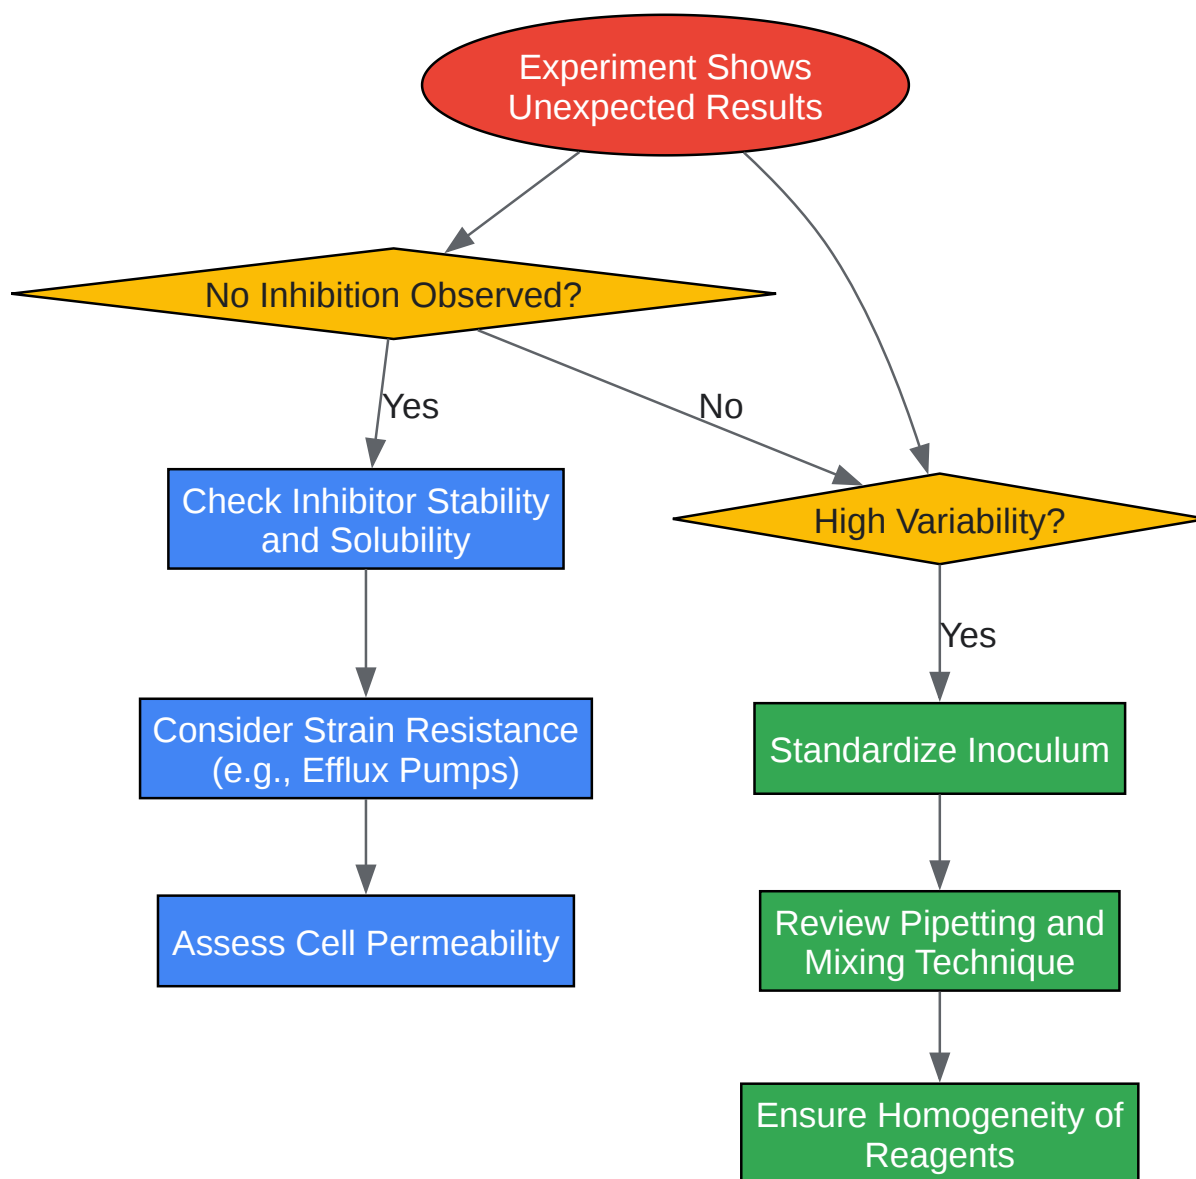 Experiment Shows
Unexpected Results
No Inhibition Observed?
Yes
No
Check Inhibitor Stability
and Solubility
High Variability?
Yes
Consider Strain Resistance
(e.g., Efflux Pumps)
Standardize Inoculum
Assess Cell Permeability
Review Pipetting and
Mixing Technique
Ensure Homogeneity of
Reagents